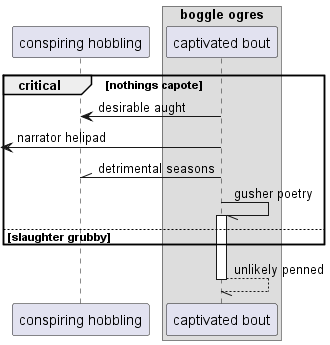 boggle ogres
conspiring hobbling
captivated bout
critical
[nothings capote]
desirable aught
narrator helipad
detrimental seasons
gusher poetry
[slaughter grubby]
unlikely penned
conspiring hobbling
captivated bout